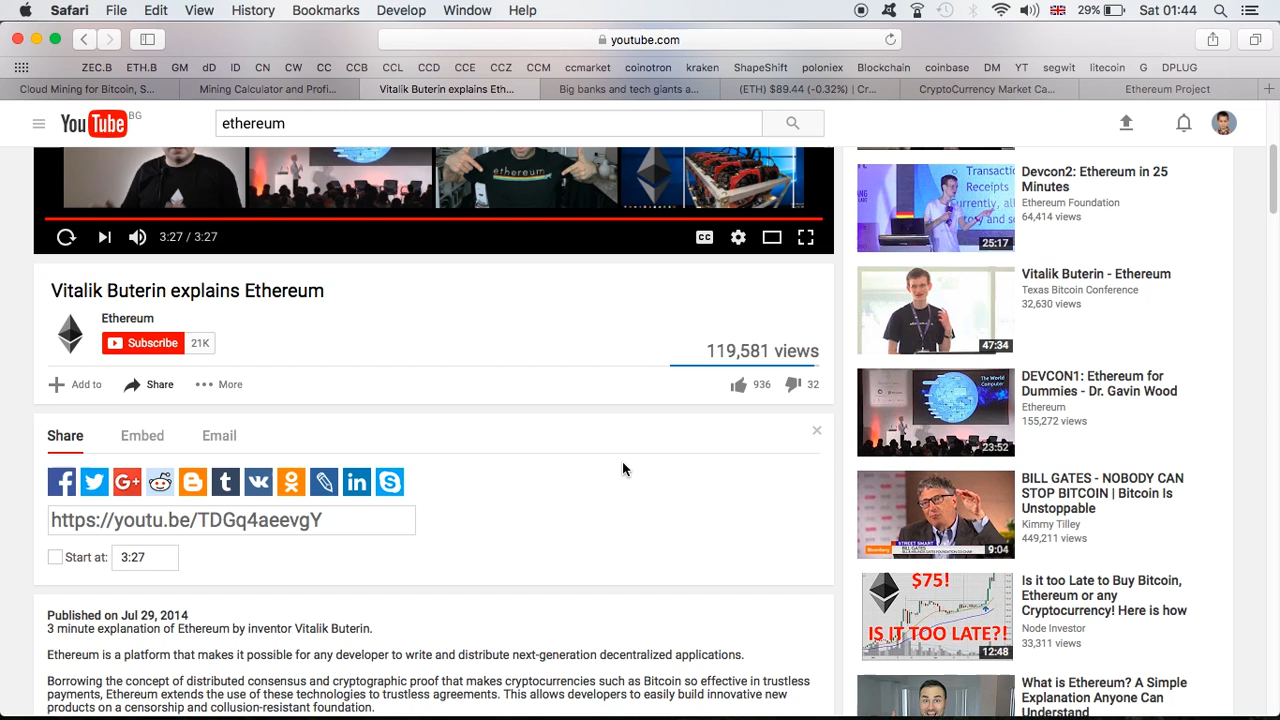 Safari File Edit View History Bookmarks Develop Window Help 29% Sat 01:44
youtube.com
ZEC.B ETH.B GM dD ID CN CW CC CCB CCL CCD CCE CCZ CCM ccmarket coinotron kraken ShapeShift poloniex Blockchain coinbase DM YT segwit litecoin G DPLUG
Cloud Mining for Bitcoin, S... Mining Calculator and Profi... Vitalik Buterin explains Eth... Big banks and tech giants a... (ETH) $89.44 (-0.32%) | Cr... CryptoCurrency Market Ca... Ethereum Project
YouTube BG ethereum
ethereum
3:27 / 3:27 CC
Vitalik Buterin explains Ethereum
Ethereum
Subscribe 21K
119,581 views
Add to Share More 936 32
Share Embed Email
https://youtu.be/TDGq4aeevgY
Start at: 3:27
Published on Jul 29, 2014
3 minute explanation of Ethereum by inventor Vitalik Buterin.
Ethereum is a platform that makes it possible for any developer to write and distribute next-generation decentralized applications.
Borrowing the concept of distributed consensus and cryptographic proof that makes cryptocurrencies such as Bitcoin so effective in trustless
payments, Ethereum extends the use of these technologies to trustless agreements. This allows developers to easily build innovative new
products on a censorship and collusion-resistant foundation.
Transac
Receipts
Currently, al
25:17
Devcon2: Ethereum in 25
Minutes
Ethereum Foundation
64,414 views
47:34
Vitalik Buterin - Ethereum
Texas Bitcoin Conference
32,630 views
The World
Computer
23:52
DEVCON1: Ethereum for
Dummies - Dr. Gavin Wood
Ethereum
155,272 views
STREET SMART
Bloomberg
BILL GATES
9:04
BILL GATES - NOBODY CAN
STOP BITCOIN | Bitcoin Is
Unstoppable
Kimmy Tilley
449,211 views
$75!
IS IT TOO LATE?!
12:48
Is it too Late to Buy Bitcoin,
Ethereum or any
Cryptocurrency! Here is how
Node Investor
33,311 views
What is Ethereum? A Simple
Explanation Anyone Can
Understand